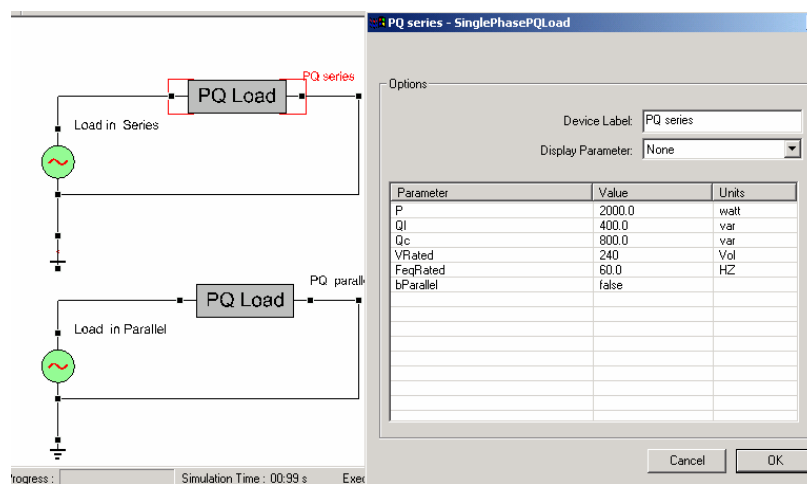 PQ series
PQ Load
Load in Series
PQ paralle
PQ Load
Load in Parallel
rogress :
Simulation Time : 00:99 s
Exec
PQ series - SinglePhasePQLoad
Options
Device Label: PQ series
Display Parameter: None
Parameter Value Units
P 2000.0 watt
Ql 400.0 var
Qc 800.0 var
VRated 240 Vol
FeqRated 60.0 HZ
bParallel false
Cancel OK